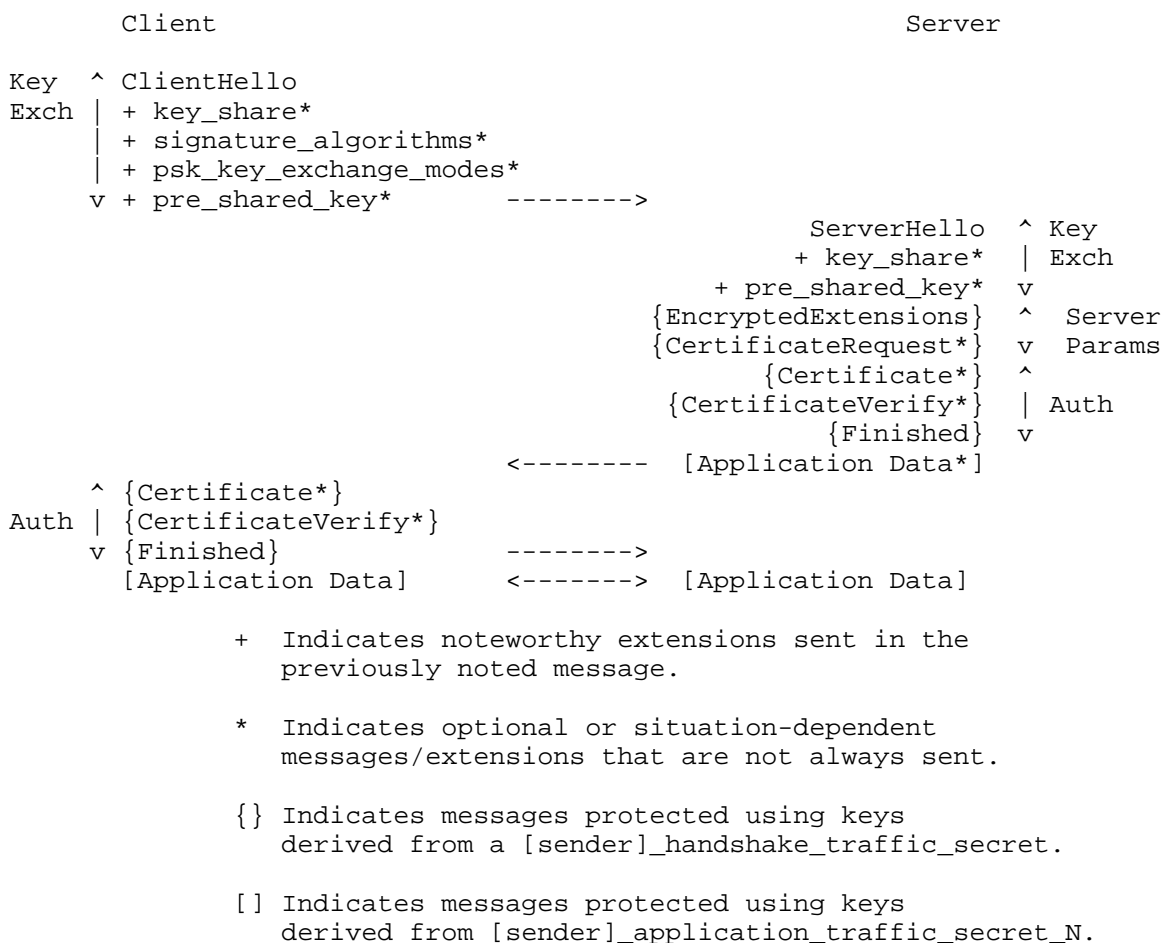 Client                                           Server

Key  ^ ClientHello
Exch | + key_share*
     | + signature_algorithms*
     | + psk_key_exchange_modes*
     v + pre_shared_key*       -------->
                                                  ServerHello  ^ Key
                                                 + key_share*  | Exch
                                            + pre_shared_key*  v
                                        {EncryptedExtensions}  ^  Server
                                        {CertificateRequest*}  v  Params
                                               {Certificate*}  ^
                                         {CertificateVerify*}  | Auth
                                                   {Finished}  v
                               <--------  [Application Data*]
     ^ {Certificate*}
Auth | {CertificateVerify*}
     v {Finished}              -------->
       [Application Data]      <------->  [Application Data]

              +  Indicates noteworthy extensions sent in the
                 previously noted message.

              *  Indicates optional or situation-dependent
                 messages/extensions that are not always sent.

              {} Indicates messages protected using keys
                 derived from a [sender]_handshake_traffic_secret.

              [] Indicates messages protected using keys
                 derived from [sender]_application_traffic_secret_N.